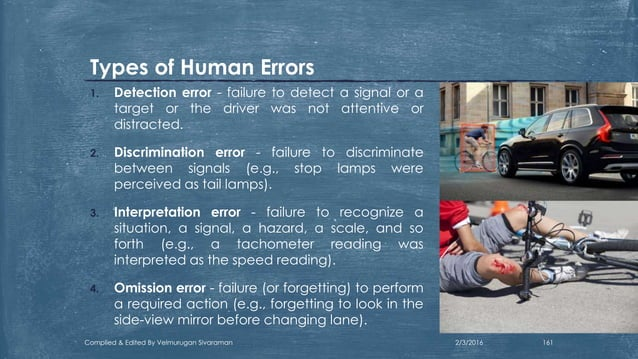 Types of Human Errors
1. Detection error - failure to detect a signal or a
target or the driver was not attentive or
distracted.
2. Discrimination error - failure to discriminate
between signals (e.g., stop lamps were
perceived as tail lamps).
3. Interpretation error - failure to recognize a
situation, a signal, a hazard, a scale, and so
forth (e.g., a tachometer reading was
interpreted as the speed reading).
4. Omission error - failure (or forgetting) to perform
a required action (e.g., forgetting to look in the
side-view mirror before changing lane).
Complied & Edited By Velmurugan Sivaraman
2/3/2016
161